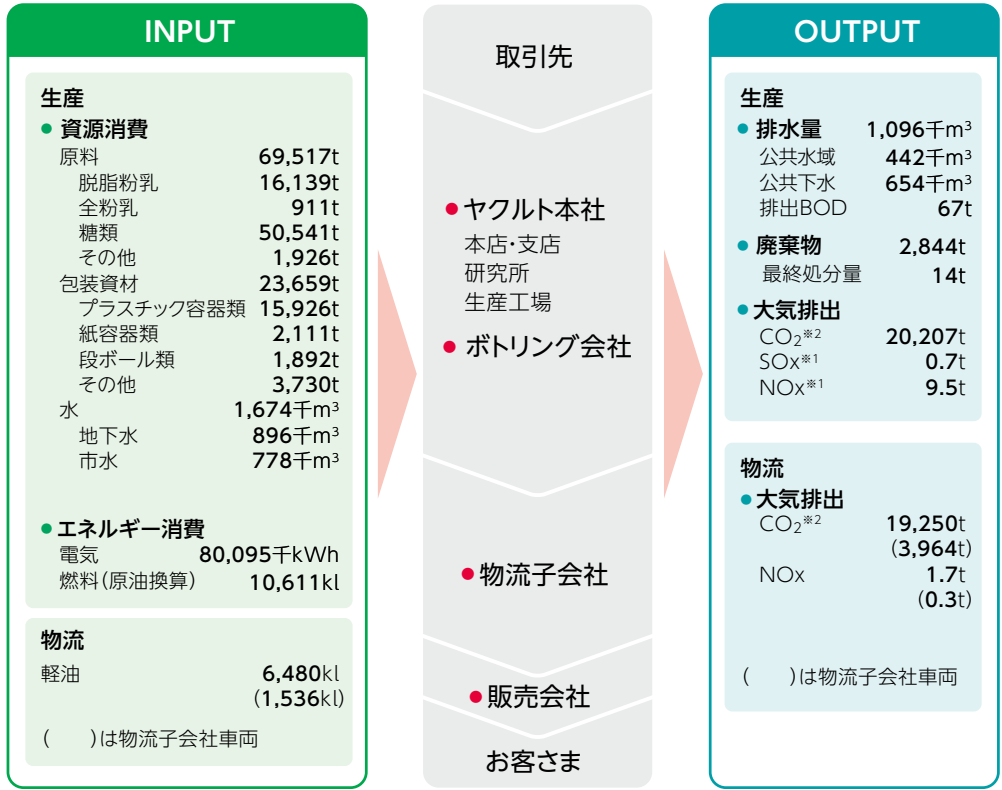 INPUT
生産
● 資源消費
原料 69,517t
脱脂粉乳 16,139t
全粉乳 911t
糖類 50,541t
その他 1,926t
包装資材 23,659t
プラスチック容器類 15,926t
紙容器類 2,111t
段ボール類 1,892t
その他 3,730t
水 1,674千m³
地下水 896千m³
市水 778千m³
● エネルギー消費
電気 80,095千kWh
燃料(原油換算) 10,611kl
物流
軽油 6,480kl
(1,536kl)
(　　)は物流子会社車両
取引先
● ヤクルト本社
本店・支店
研究所
生産工場
● ボトリング会社
● 物流子会社
● 販売会社
お客さま
OUTPUT
生産
● 排水量 1,096千m³
公共水域 442千m³
公共下水 654千m³
排出BOD 67t
● 廃棄物 2,844t
最終処分量 14t
● 大気排出
CO₂※2 20,207t
SOx※1 0.7t
NOx※1 9.5t
物流
● 大気排出
CO₂※2 19,250t
(3,964t)
NOx 1.7t
(0.3t)
(　　)は物流子会社車両